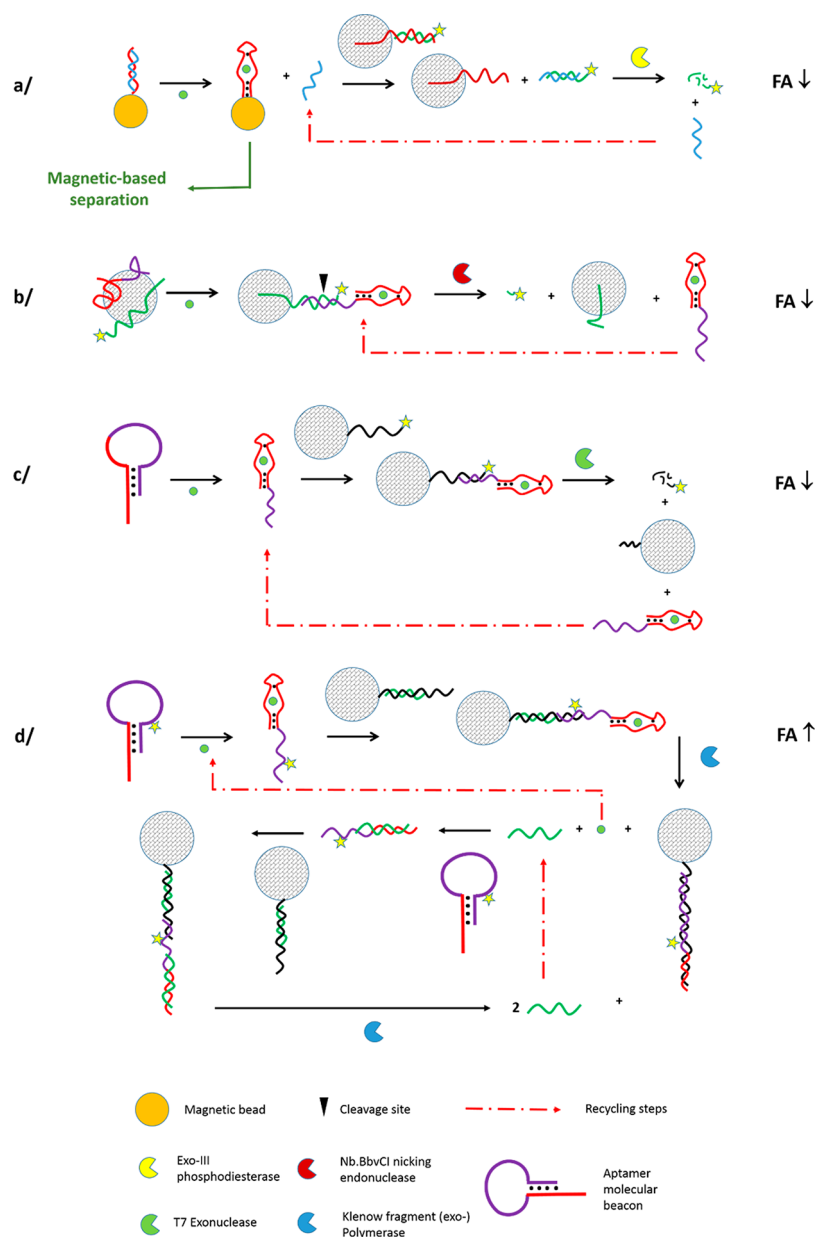 a/
+
+
+
FA ↓
Magnetic-based
separation
b/
+
+
FA ↓
c/
+
+
FA ↓
d/
FA ↑
+
+
2
+
Magnetic bead
Cleavage site
Recycling steps
Exo-III
phosphodiesterase
Nb.BbvCI nicking
endonuclease
Aptamer
molecular
beacon
T7 Exonuclease
Klenow fragment (exo-)
Polymerase